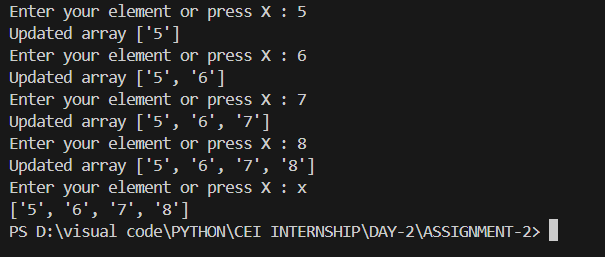 Enter your element or press X : 5
Updated array ['5']
Enter your element or press X : 6
Updated array ['5', '6']
Enter your element or press X : 7
Updated array ['5', '6', '7']
Enter your element or press X : 8
Updated array ['5', '6', '7', '8']
Enter your element or press X : x
['5', '6', '7', '8']
PS D:\visual code\PYTHON\CEI INTERNSHIP\DAY-2\ASSIGNMENT-2>